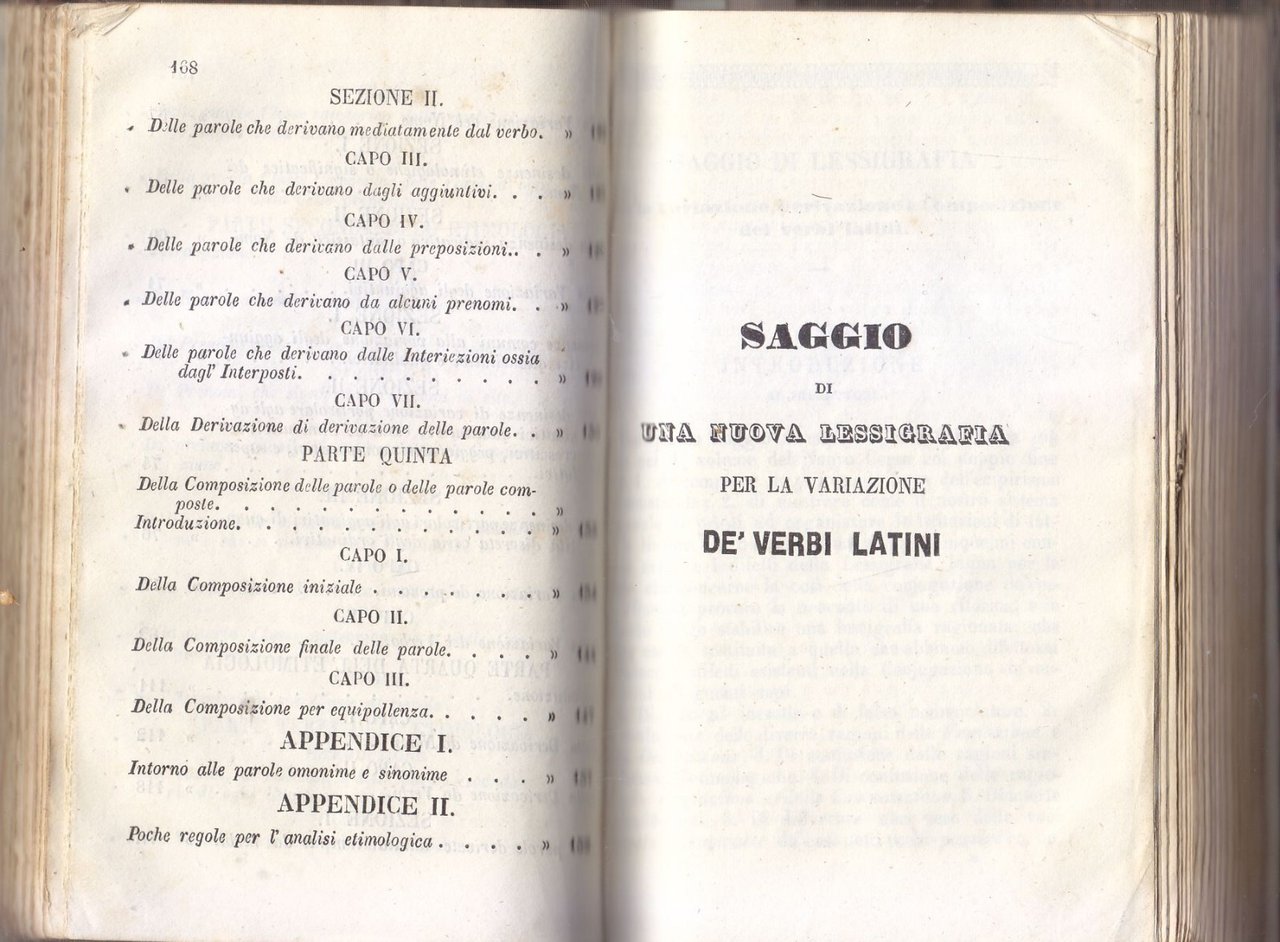 168
SEZIONE II.
Delle parole che derivano mediatamente dal verbo. »
CAPO III.
Delle parole che derivano dagli aggiuntivi. . . »
CAPO IV.
Delle parole che derivano dalle preposizioni.. . »
CAPO V.
Delle parole che derivano da alcuni prenomi. . . »
CAPO VI.
Delle parole che derivano dalle Interiezioni ossia
dagl' Interposti. . . . . . . . . »
CAPO VII.
Della Derivazione di derivazione delle parole. . »
PARTE QUINTA
Della Composizione delle parole o delle parole com-
poste. . . . . . . . . . . . »
Introduzione. . . . . . . . . . . »
CAPO I.
Della Composizione iniziale . . . . . . . »
CAPO II.
Della Composizione finale delle parole. . . . »
CAPO III.
Della Composizione per equipollenza. . . . . »
APPENDICE I.
Intorno alle parole omonime e sinonime . . . »
APPENDICE II.
Poche regole per l' analisi etimologica . . . . »
SAGGIO
DI
UNA NUOVA LESSIGRAFIA
PER LA VARIAZIONE
DE' VERBI LATINI